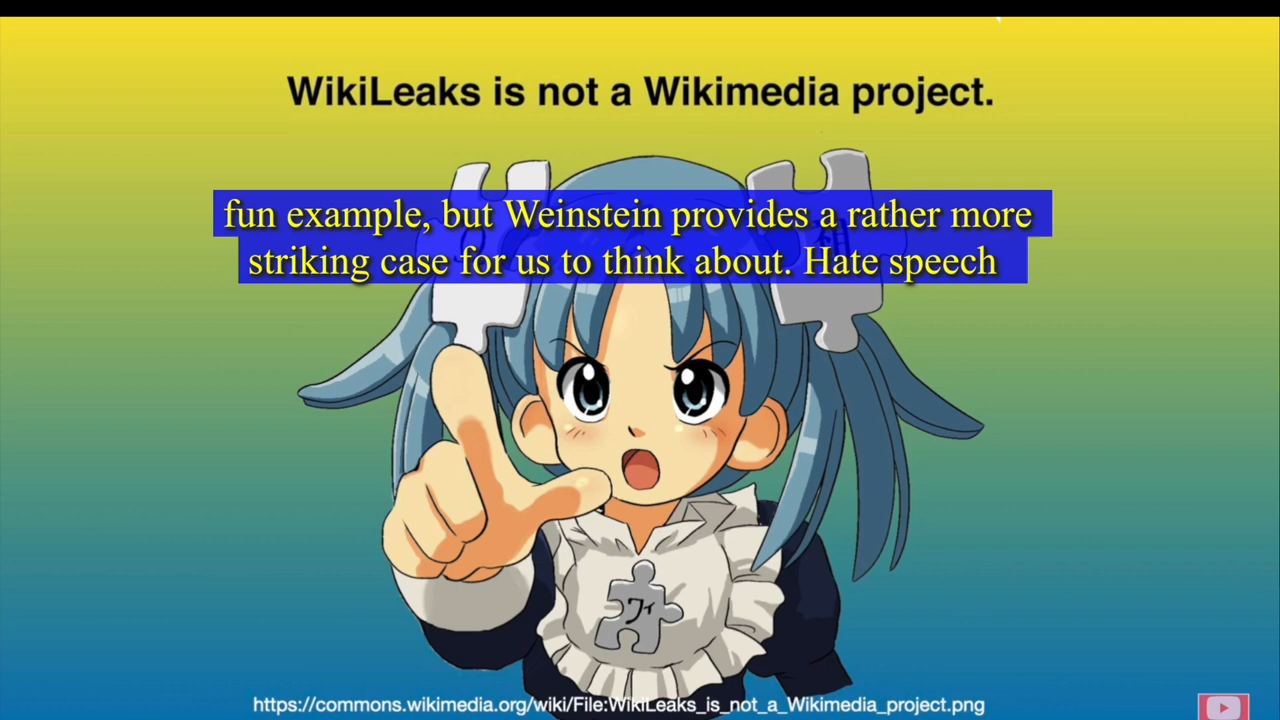 WikiLeaks is not a Wikimedia project.
fun example, but Weinstein provides a rather more
striking case for us to think about. Hate speech
ワィ
https://commons.wikimedia.org/wiki/File:WikiLeaks_is_not_a_Wikimedia_project.png